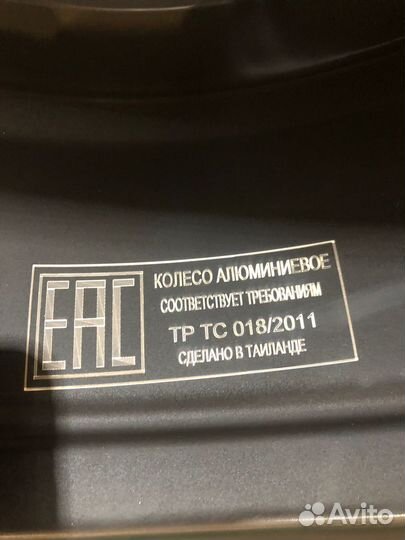 EAC
КОЛЕСО АЛЮМИНИЕВОЕ
СООТВЕТСТВУЕТ ТРЕБОВАНИЯМ
ТР ТС 018/2011
СДЕЛАНО В ТАИЛАНДЕ
Avito